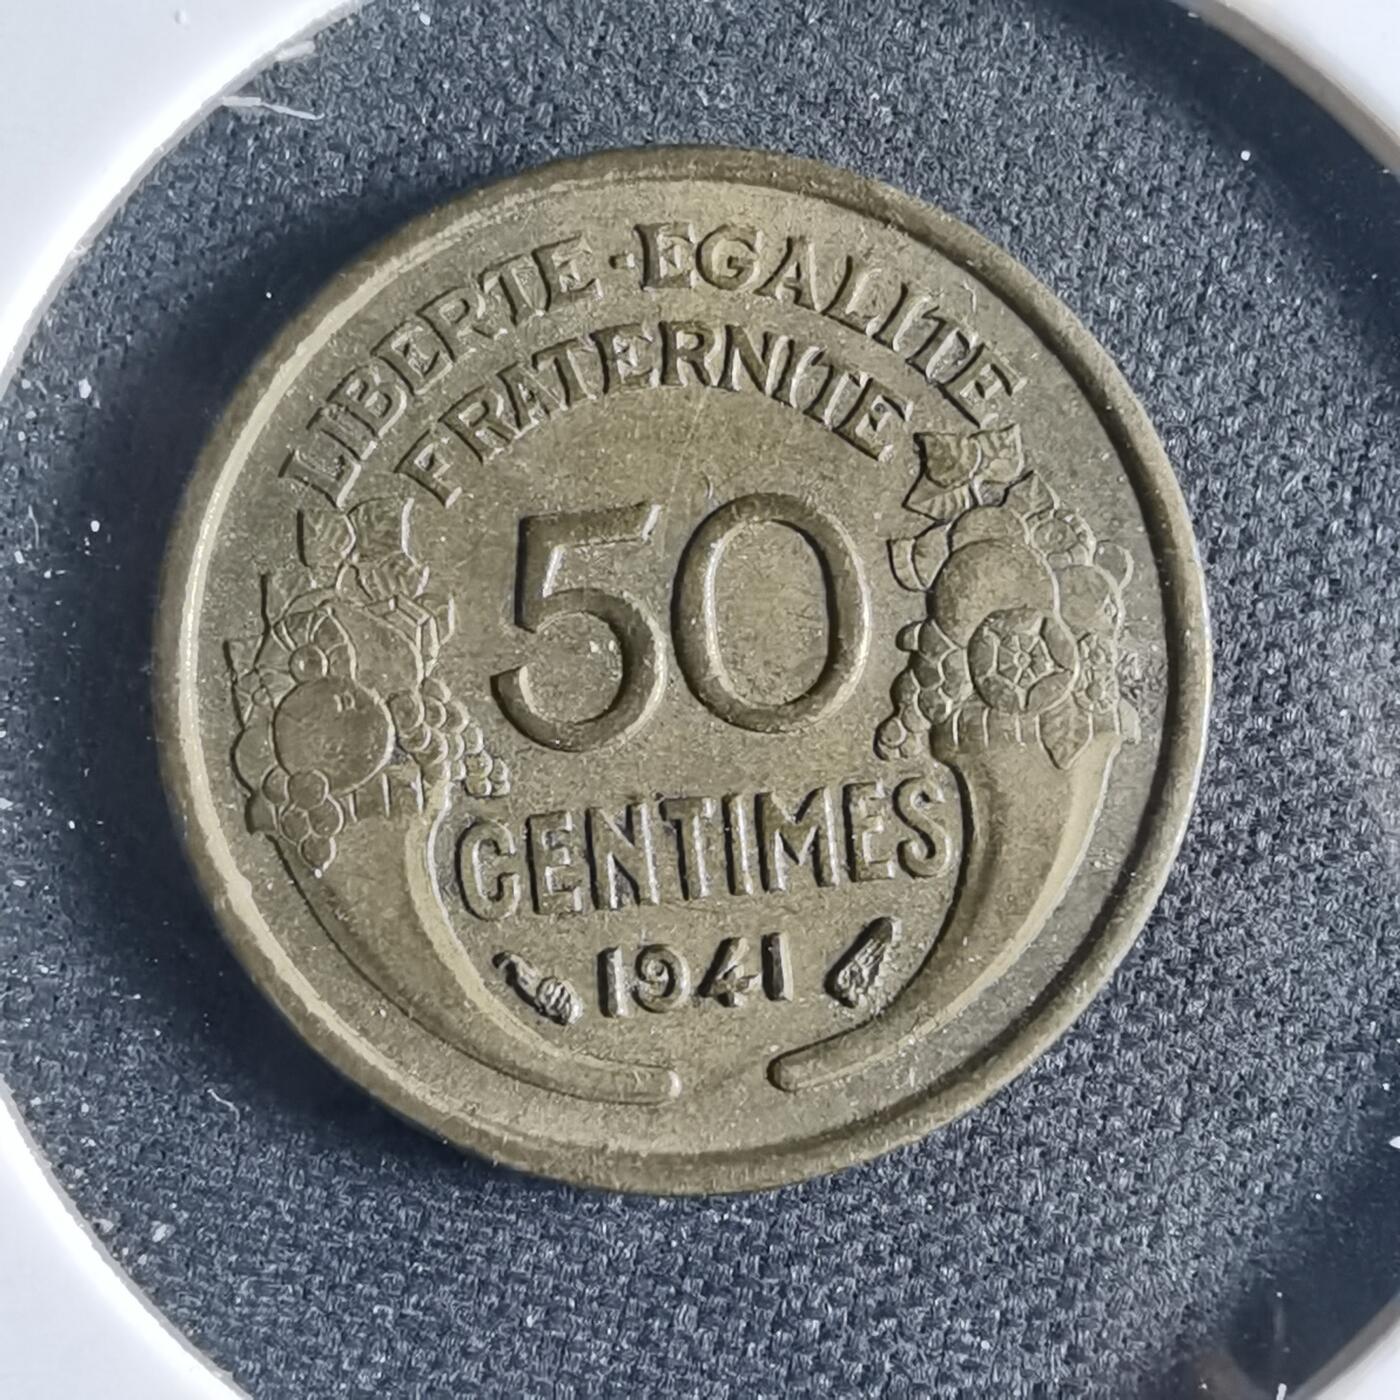 LIBERTE·EGALITE
FRATERNITE
50
CENTIMES
1941